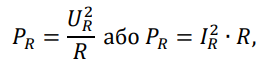 P_R = U_R^2 / R або P_R = I_R^2 · R,